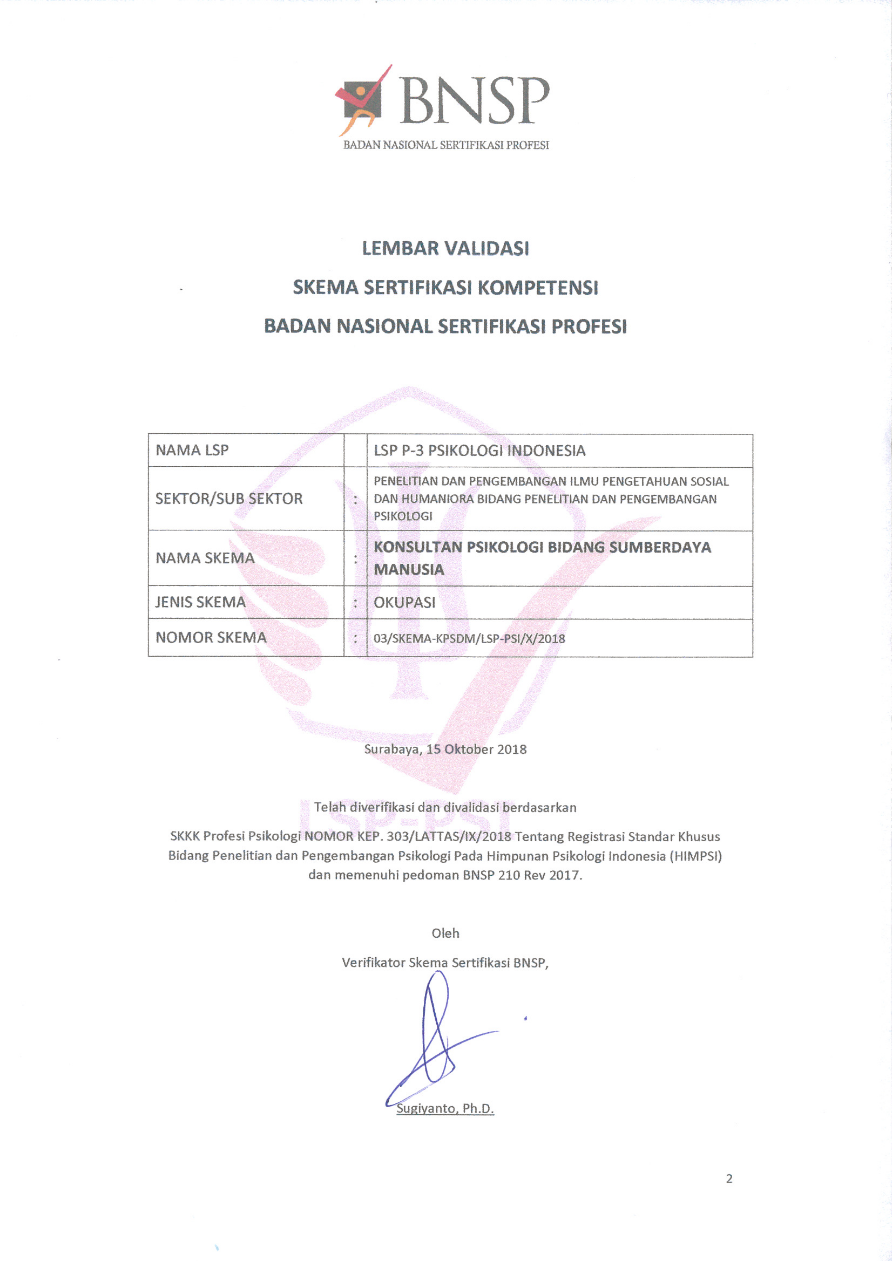 BNSP
BADAN NASIONAL SERTIFIKASI PROFESI
LEMBAR VALIDASI
SKEMA SERTIFIKASI KOMPETENSI
BADAN NASIONAL SERTIFIKASI PROFESI
NAMA LSP LSP P-3 PSIKOLOGI INDONESIA
SEKTOR/SUB SEKTOR : PENELITIAN DAN PENGEMBANGAN ILMU PENGETAHUAN SOSIAL
DAN HUMANIORA BIDANG PENELITIAN DAN PENGEMBANGAN
PSIKOLOGI
NAMA SKEMA : KONSULTAN PSIKOLOGI BIDANG SUMBERDAYA
MANUSIA
JENIS SKEMA : OKUPASI
NOMOR SKEMA : 03/SKEMA-KPSDM/LSP-PSI/X/2018
Surabaya, 15 Oktober 2018
LSP-PSI
Telah diverifikasi dan divalidasi berdasarkan
SKKK Profesi Psikologi NOMOR KEP. 303/LATTAS/IX/2018 Tentang Registrasi Standar Khusus
Bidang Penelitian dan Pengembangan Psikologi Pada Himpunan Psikologi Indonesia (HIMPSI)
dan memenuhi pedoman BNSP 210 Rev 2017.
Oleh
Verifikator Skema Sertifikasi BNSP,
Sugiyanto, Ph.D.
2